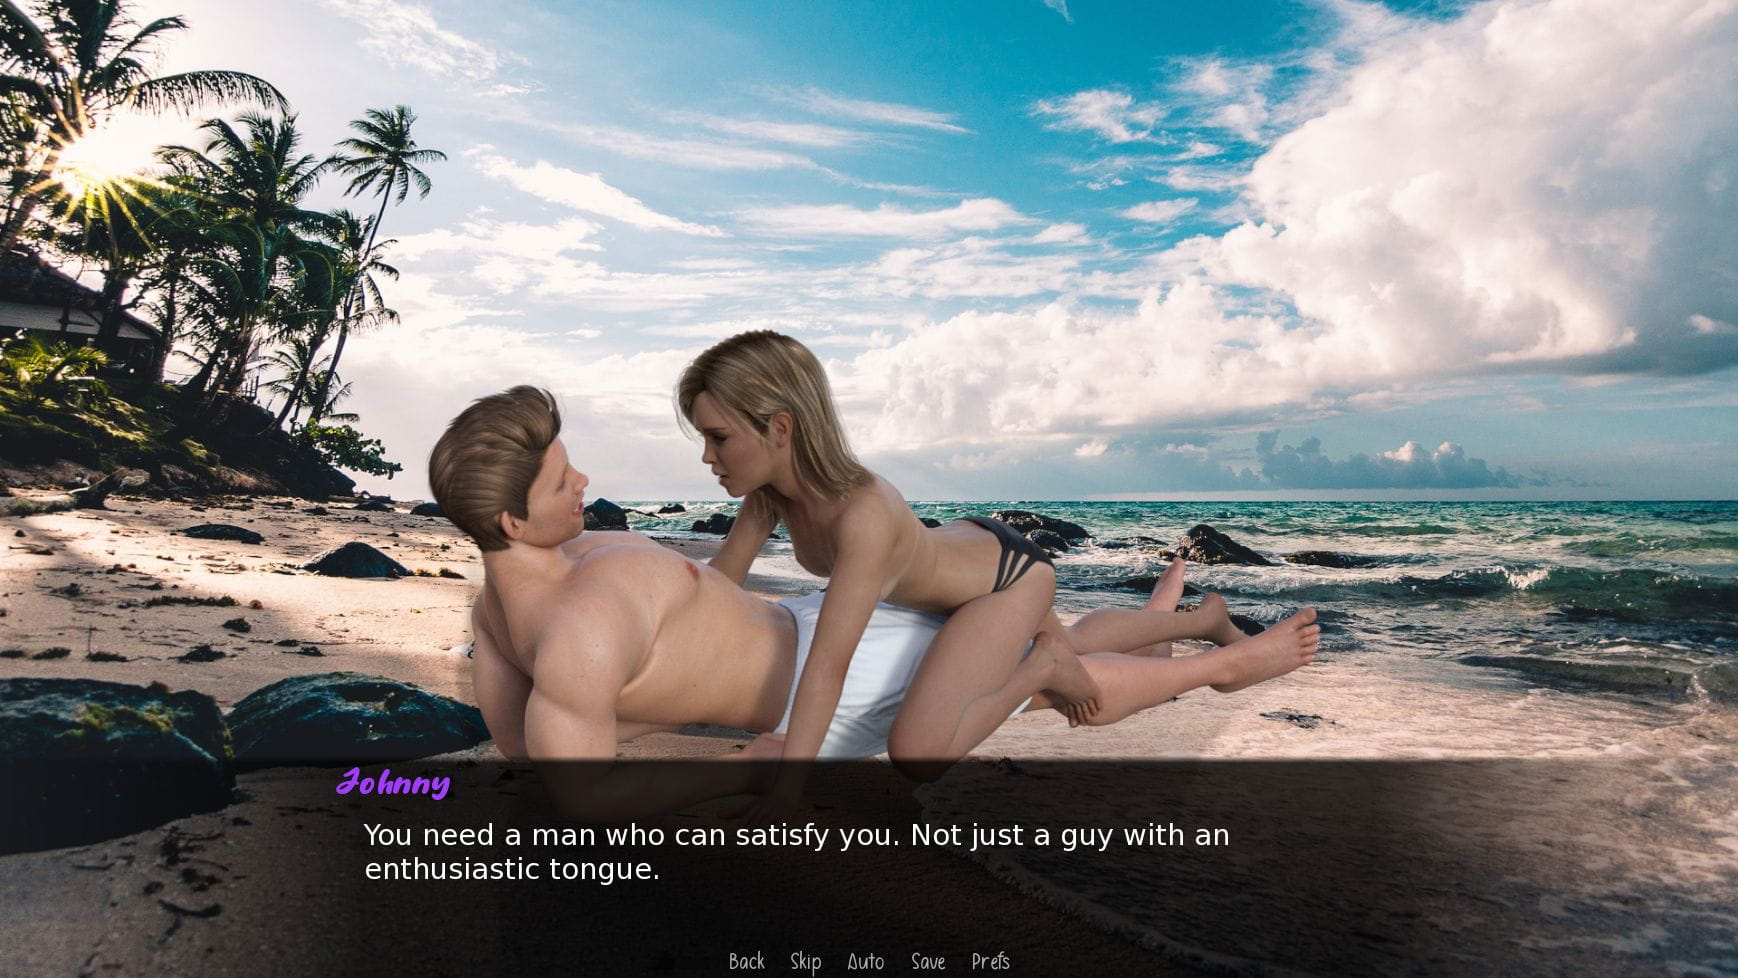 Johnny
You need a man who can satisfy you. Not just a guy with an
enthusiastic tongue.
Back Skip Auto Save Prefs